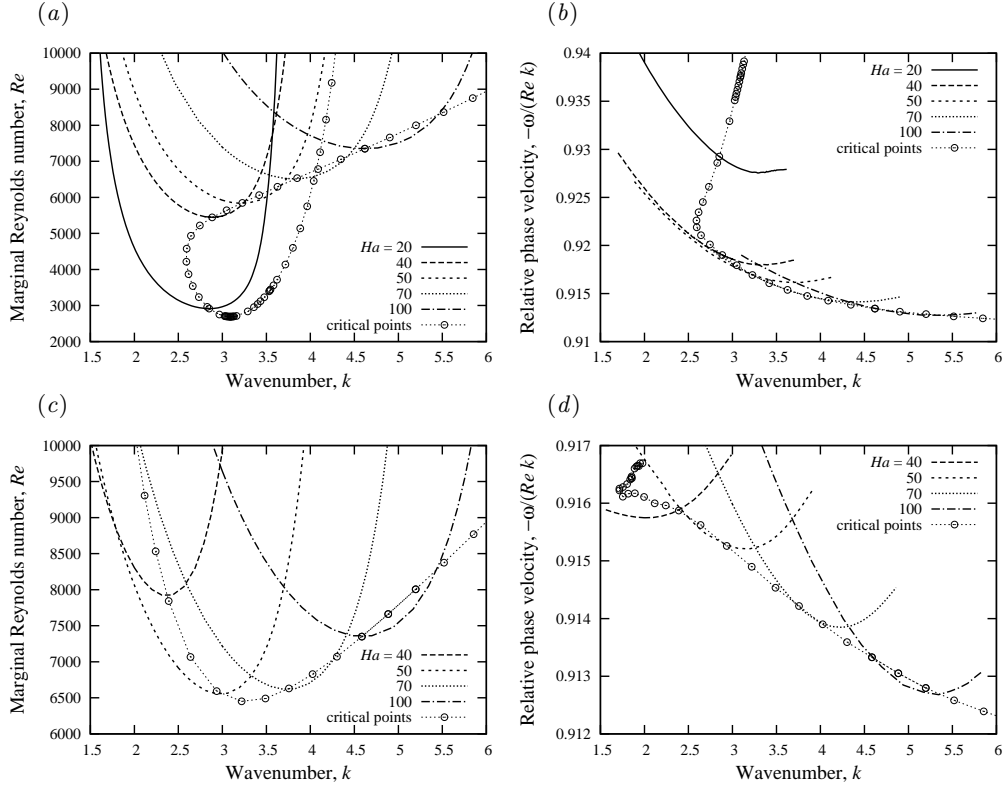 (a)
Marginal Reynolds number, Re
10000
9000
8000
7000
6000
5000
4000
3000
2000
1.5 2 2.5 3 3.5 4 4.5 5 5.5 6
Wavenumber, k
Ha = 20
40
50
70
100
critical points
(b)
Relative phase velocity, −ω/(Re k)
0.94
0.935
0.93
0.925
0.92
0.915
0.91
1.5 2 2.5 3 3.5 4 4.5 5 5.5 6
Wavenumber, k
Ha = 20
40
50
70
100
critical points
(c)
Marginal Reynolds number, Re
10000
9500
9000
8500
8000
7500
7000
6500
6000
1.5 2 2.5 3 3.5 4 4.5 5 5.5 6
Wavenumber, k
Ha = 40
50
70
100
critical points
(d)
Relative phase velocity, −ω/(Re k)
0.917
0.916
0.915
0.914
0.913
0.912
1.5 2 2.5 3 3.5 4 4.5 5 5.5 6
Wavenumber, k
Ha = 40
50
70
100
critical points